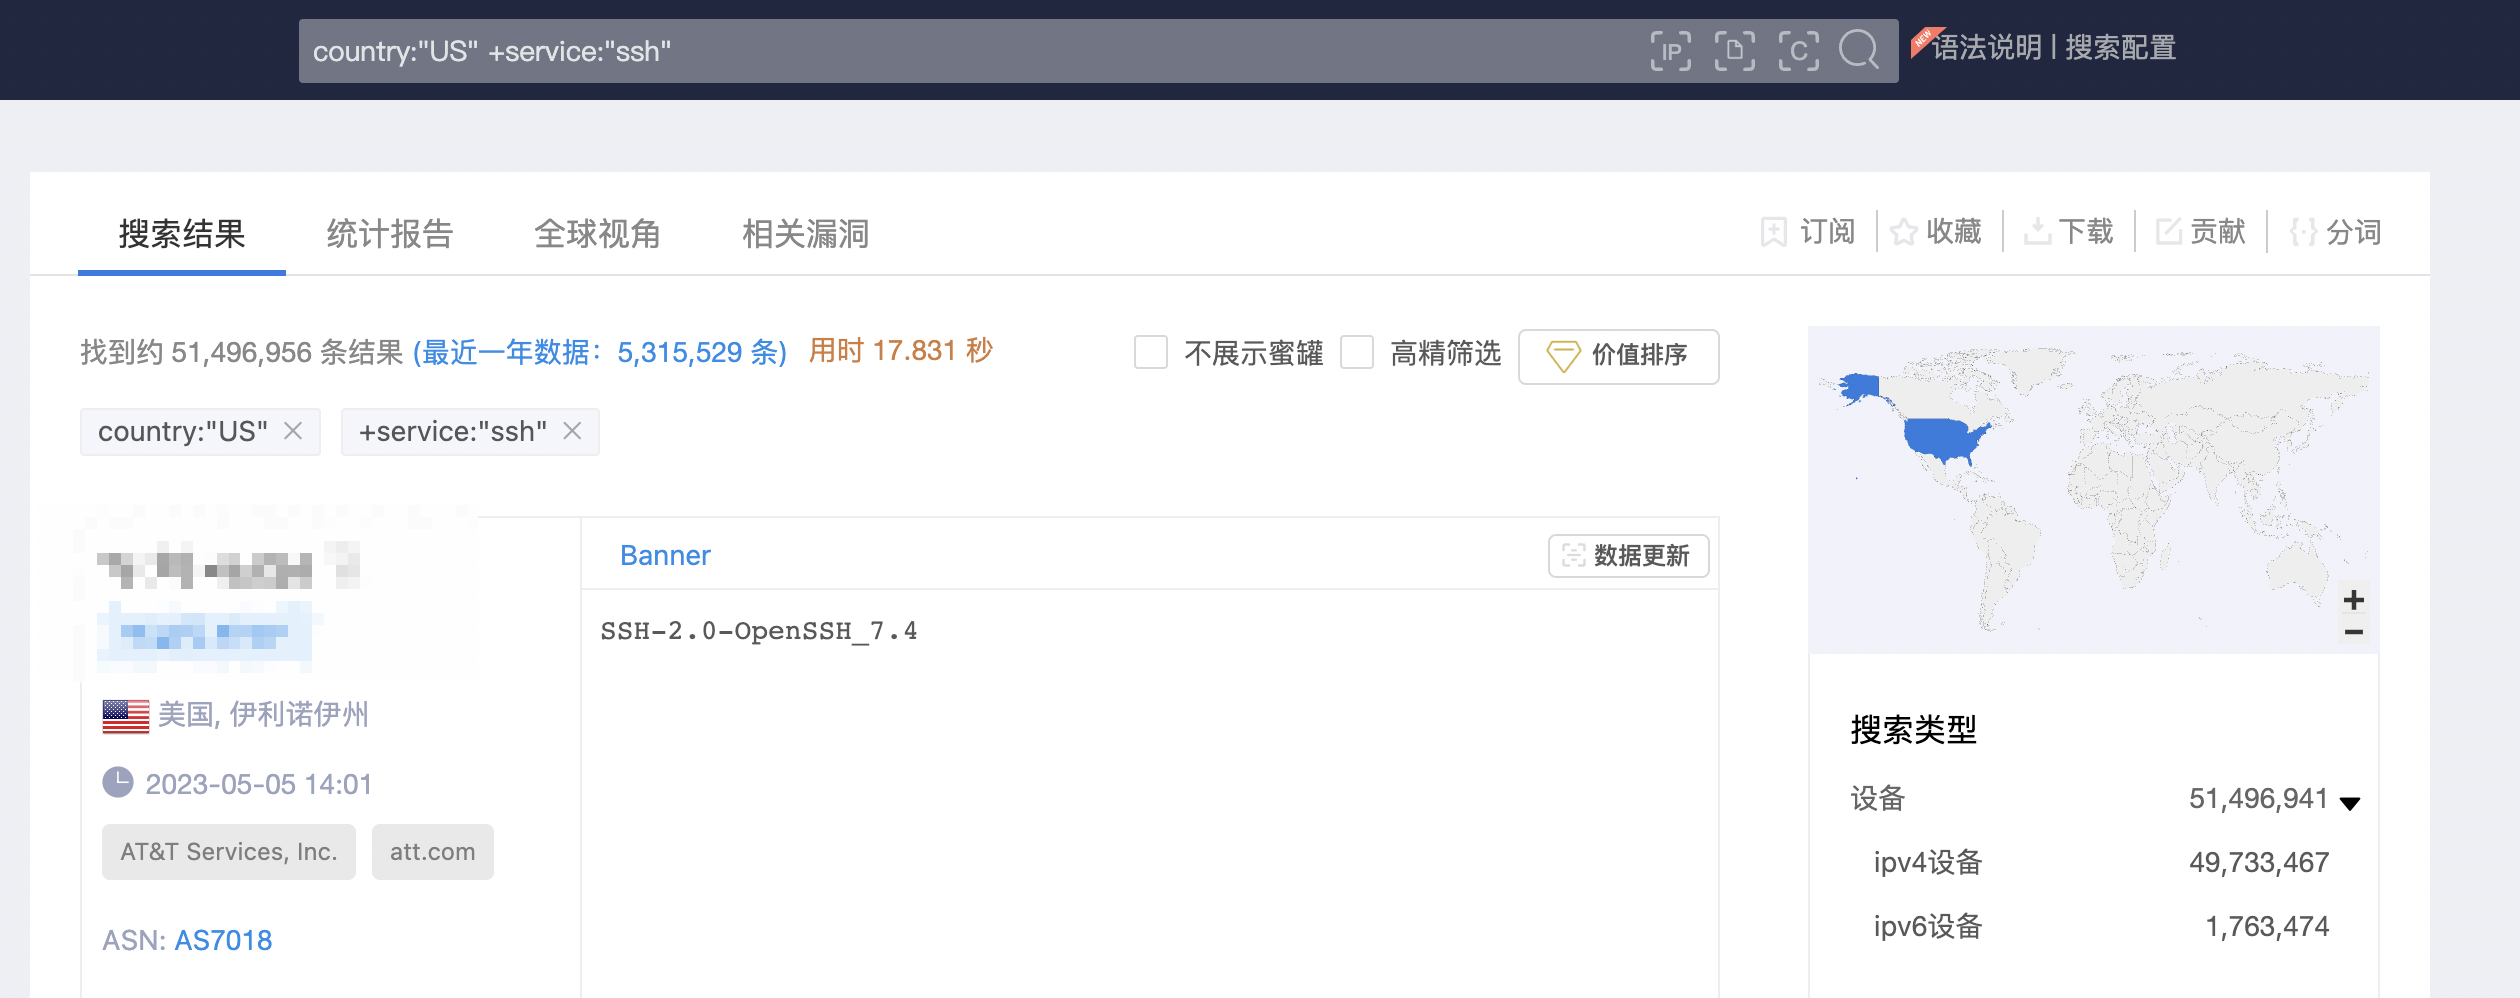 country:"US" +service:"ssh"
IP
C
NEW
语法说明 | 搜索配置
搜索结果
统计报告
全球视角
相关漏洞
订阅
收藏
下载
贡献
分词
找到约 51,496,956 条结果 (最近一年数据：5,315,529 条) 用时 17.831 秒
不展示蜜罐
高精筛选
价值排序
country:"US"
+service:"ssh"
Banner
数据更新
SSH-2.0-OpenSSH_7.4
美国, 伊利诺伊州
2023-05-05 14:01
AT&T Services, Inc.
att.com
ASN: AS7018
搜索类型
设备 51,496,941
ipv4设备 49,733,467
ipv6设备 1,763,474